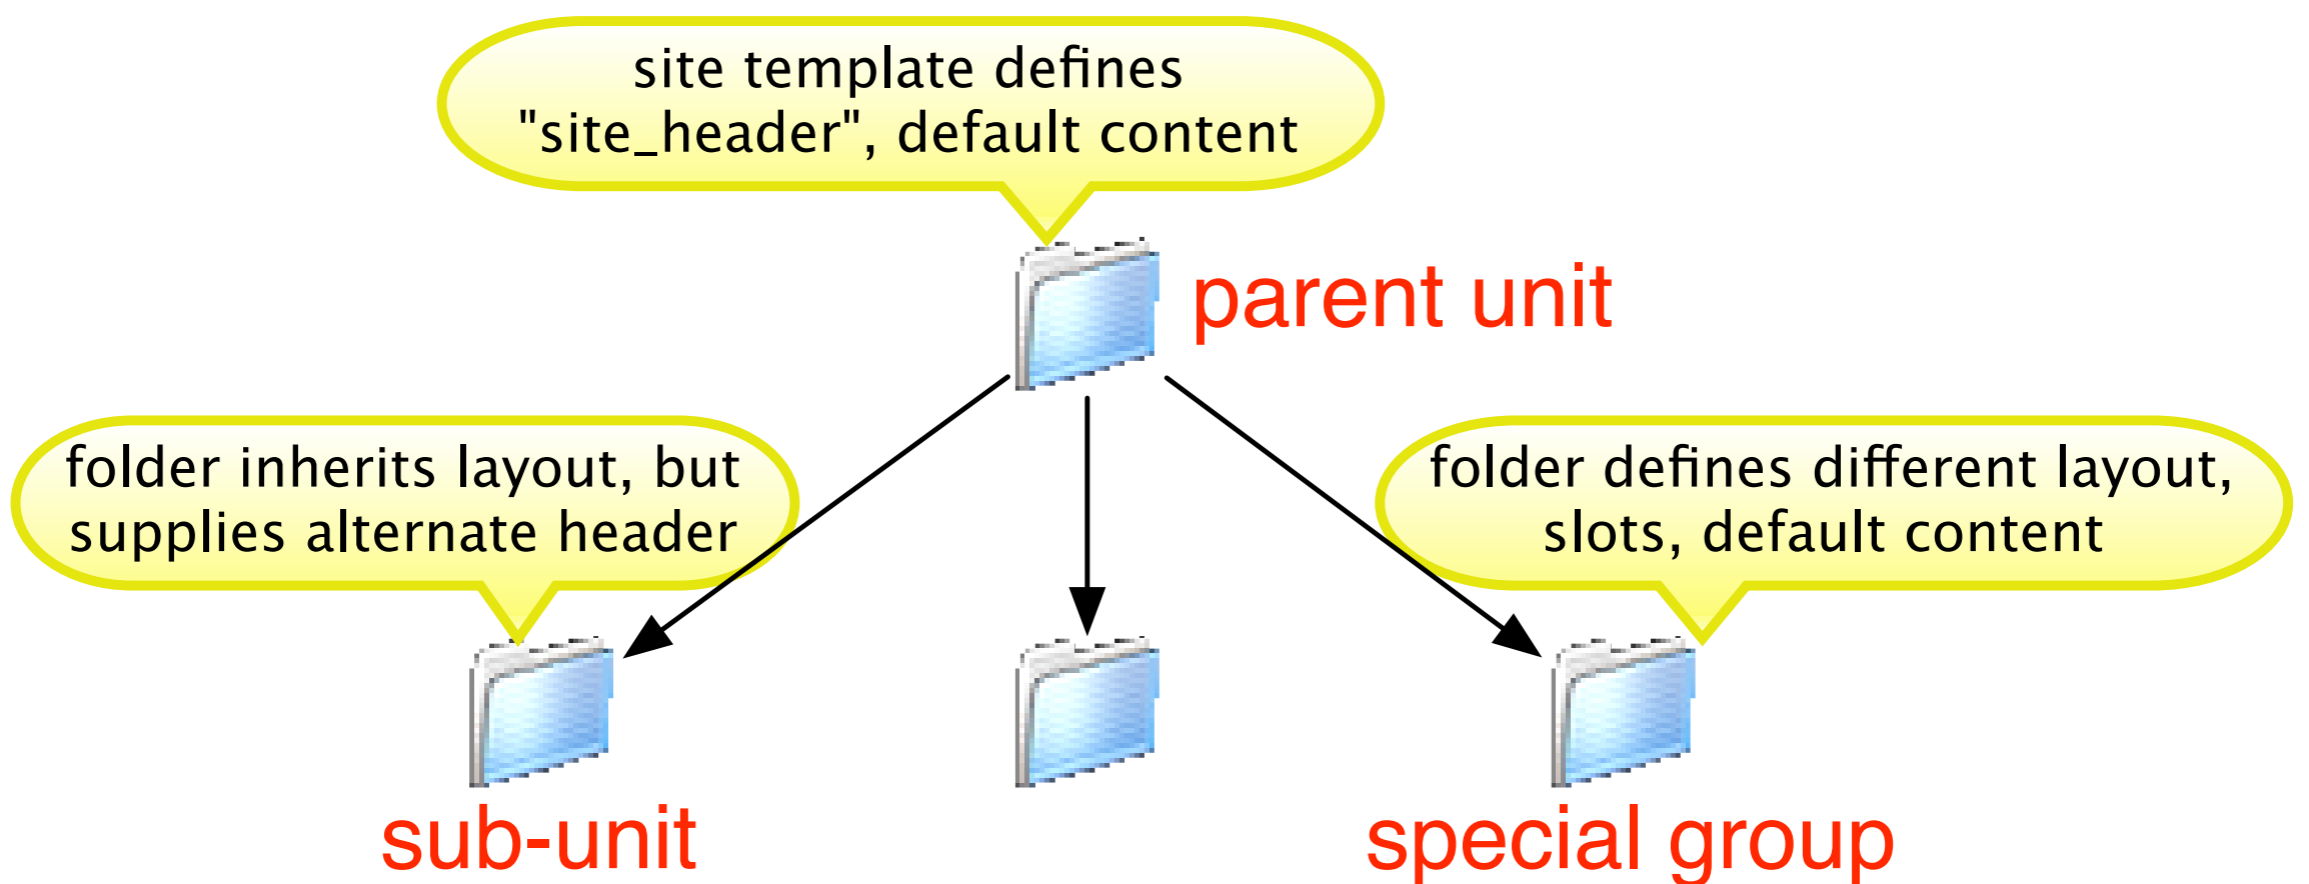 site template defines
"site_header", default content
parent unit
folder inherits layout, but
supplies alternate header
folder defines different layout,
slots, default content
sub-unit
special group